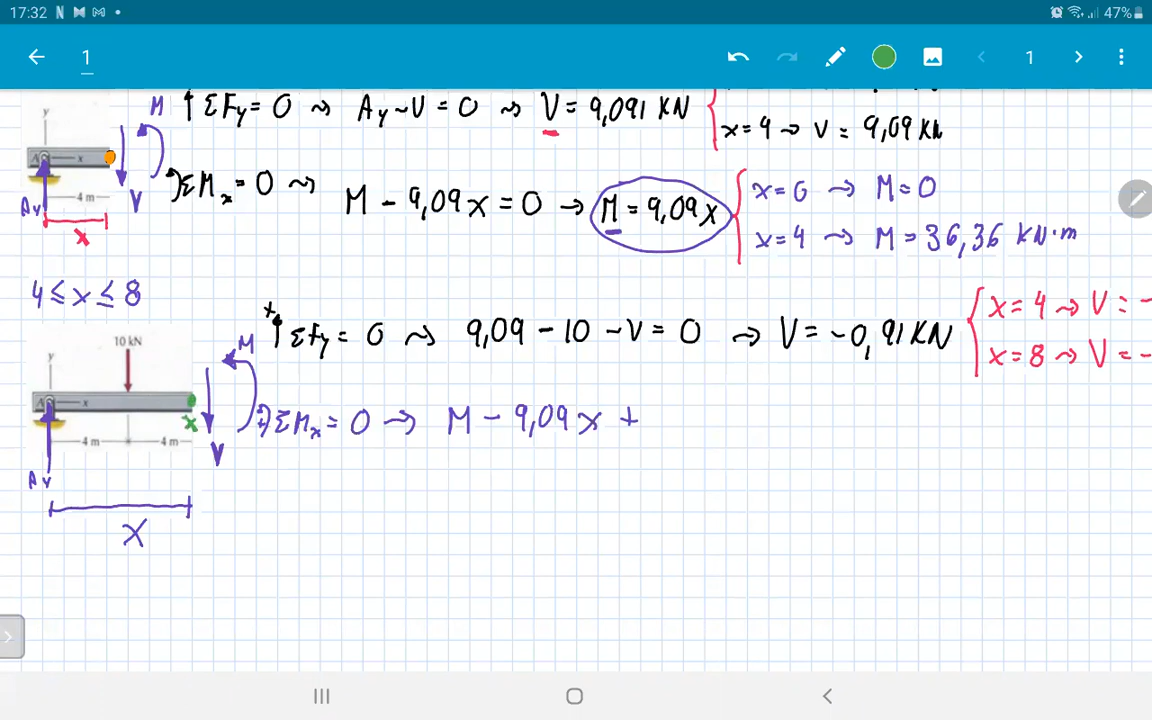 17:32 N 47%
1 1
↑ΣFy = 0 ⇝ Ay - V = 0 ⇝ V = 9,091 KN
x = 4 → V = 9,09 KN
y M
A x
4 m V
Ay
x
ΣMx = 0 ⇝ M - 9,09x = 0 → M = 9,09x
x = 0 → M = 0
x = 4 ⇝ M = 36,36 KN·m
4 ≤ x ≤ 8
+↑ΣFy = 0 ⇝ 9,09 - 10 - V = 0 ⇝ V = -0,91 KN
x = 4 ⇝ V = -
x = 8 ⇝ V = -
10 kN
y M
A x
x
4 m 4 m V
Ay
x
+ΣMx = 0 ⇝ M - 9,09x +